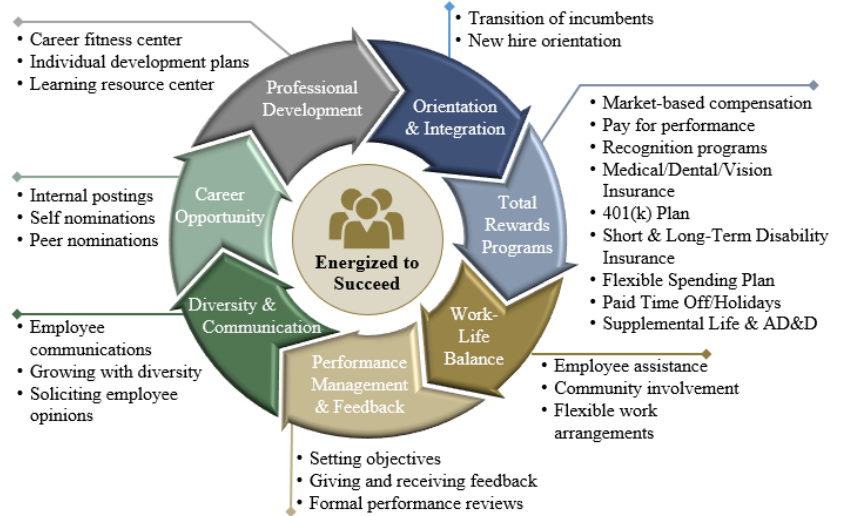 • Career fitness center
• Individual development plans
• Learning resource center
• Transition of incumbents
• New hire orientation
Professional
Development
Orientation
& Integration
• Market-based compensation
• Pay for performance
• Recognition programs
• Medical/Dental/Vision
Insurance
• 401(k) Plan
• Short & Long-Term Disability
Insurance
• Flexible Spending Plan
• Paid Time Off/Holidays
• Supplemental Life & AD&D
Career
Opportunity
• Internal postings
• Self nominations
• Peer nominations
Total
Rewards
Programs
Energized to
Succeed
Diversity &
Communication
Work-
Life
Balance
• Employee
communications
• Growing with diversity
• Soliciting employee
opinions
Performance
Management
& Feedback
• Employee assistance
• Community involvement
• Flexible work
arrangements
• Setting objectives
• Giving and receiving feedback
• Formal performance reviews